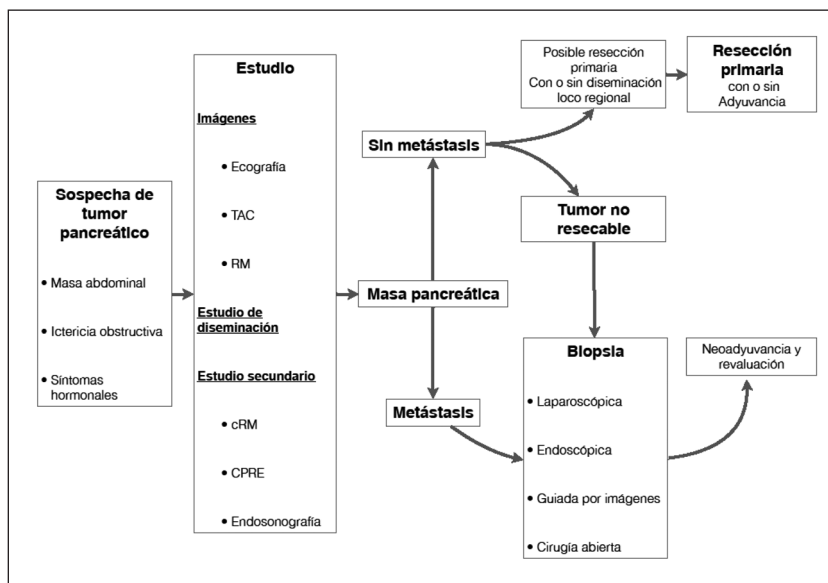 Sospecha de
tumor
pancreático
• Masa abdominal
• Ictericia obstructiva
• Síntomas
hormonales
Estudio
Imágenes
• Ecografía
• TAC
• RM
Estudio de
diseminación
Estudio secundario
• cRM
• CPRE
• Endosonografía
Masa pancreática
Sin metástasis
Metástasis
Posible resección
primaria
Con o sin diseminación
loco regional
Resección
primaria
con o sin
Adyuvancia
Tumor no
resecable
Biopsia
• Laparoscópica
• Endoscópica
• Guiada por imágenes
• Cirugía abierta
Neoadyuvancia y
revaluación